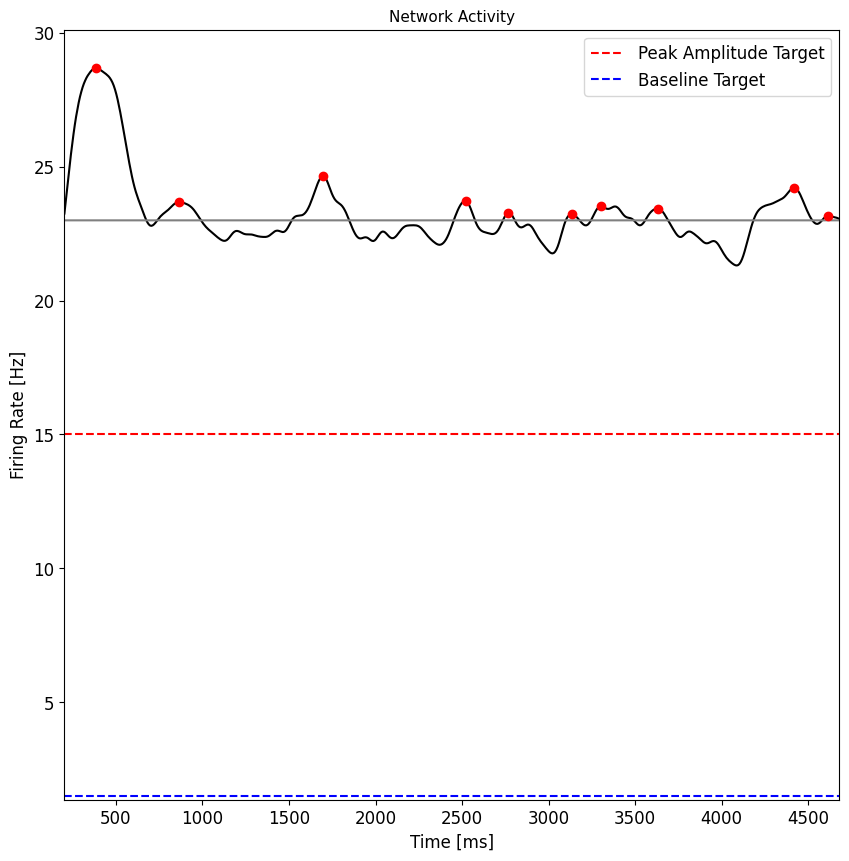 Network Activity
Peak Amplitude Target
Baseline Target
Firing Rate [Hz]
30
25
20
15
10
5
500 1000 1500 2000 2500 3000 3500 4000 4500
Time [ms]